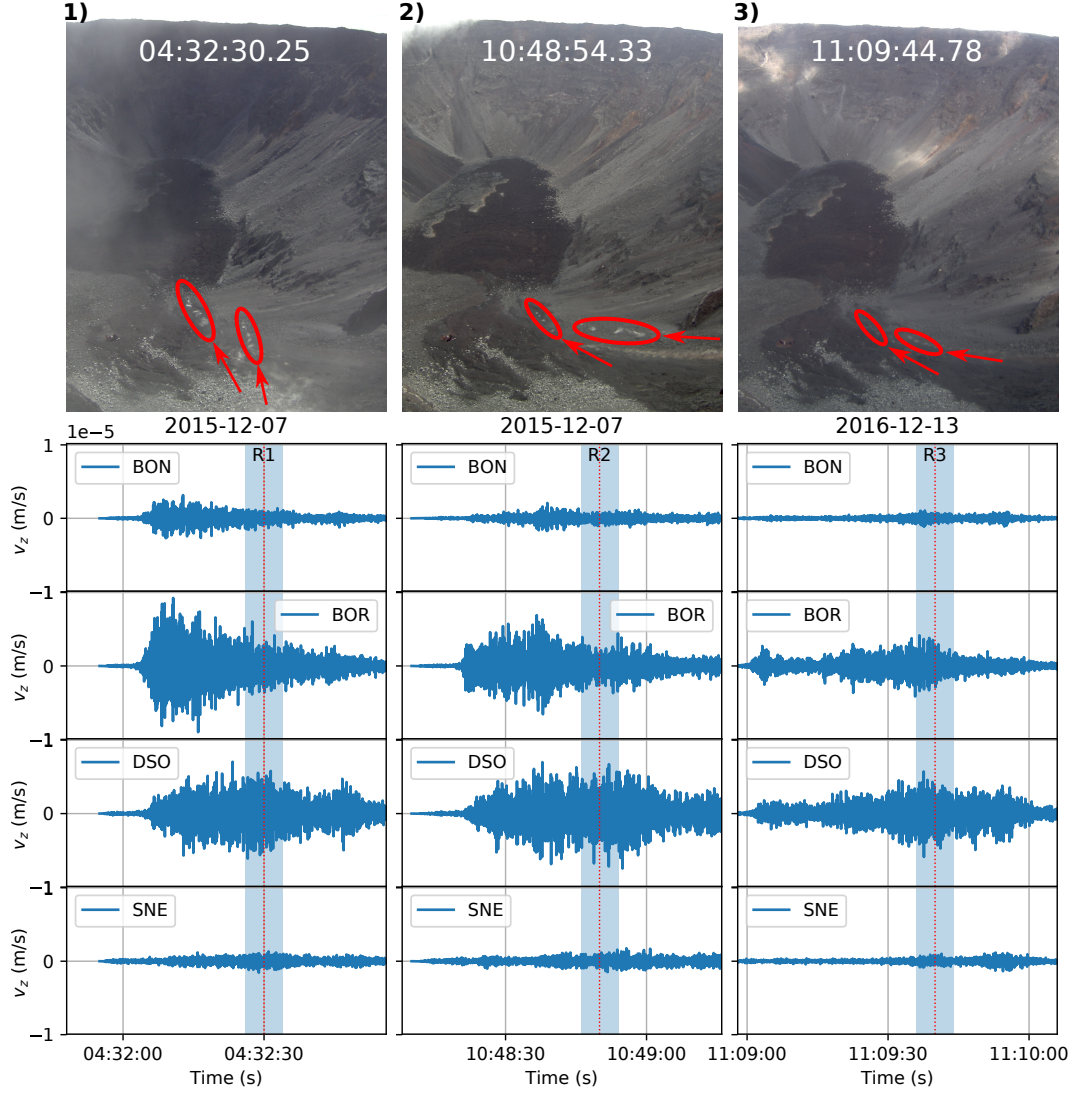 1) 2) 3)
04:32:30.25 10:48:54.33 11:09:44.78
2015-12-07 2015-12-07 2016-12-13
1e−5
1
R1 R2 R3
BON BON BON
v_z (m/s)
0
−1
BOR BOR BOR
v_z (m/s)
0
−1
DSO DSO DSO
v_z (m/s)
0
−1
SNE SNE SNE
v_z (m/s)
0
−1
04:32:00 04:32:30 10:48:30 10:49:00 11:09:00 11:09:30 11:10:00
Time (s) Time (s) Time (s)